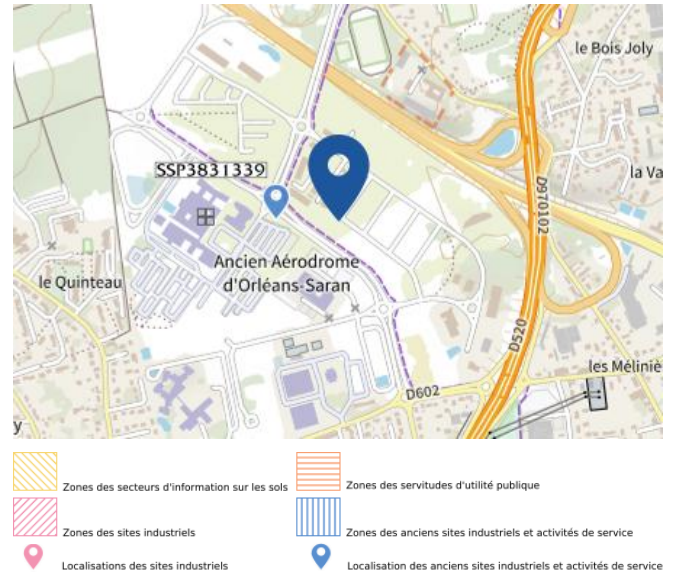 le Bois Joly
la Va
SSP3831339
D970102
Ancien Aérodrome
d'Orléans-Saran
le Quinteau
D520
les Méliniè
D602
y
Zones des secteurs d'information sur les sols
Zones des servitudes d'utilité publique
Zones des sites industriels
Zones des anciens sites industriels et activités de service
Localisations des sites industriels
Localisation des anciens sites industriels et activités de service